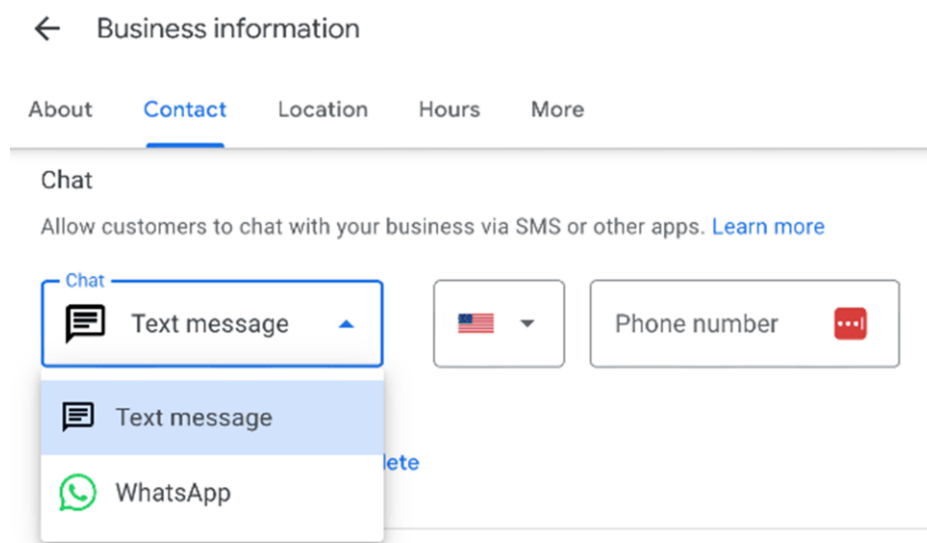 Business information
About Contact Location Hours More
Chat
Allow customers to chat with your business via SMS or other apps. Learn more
Chat
Text message Phone number
Text message
lete
WhatsApp